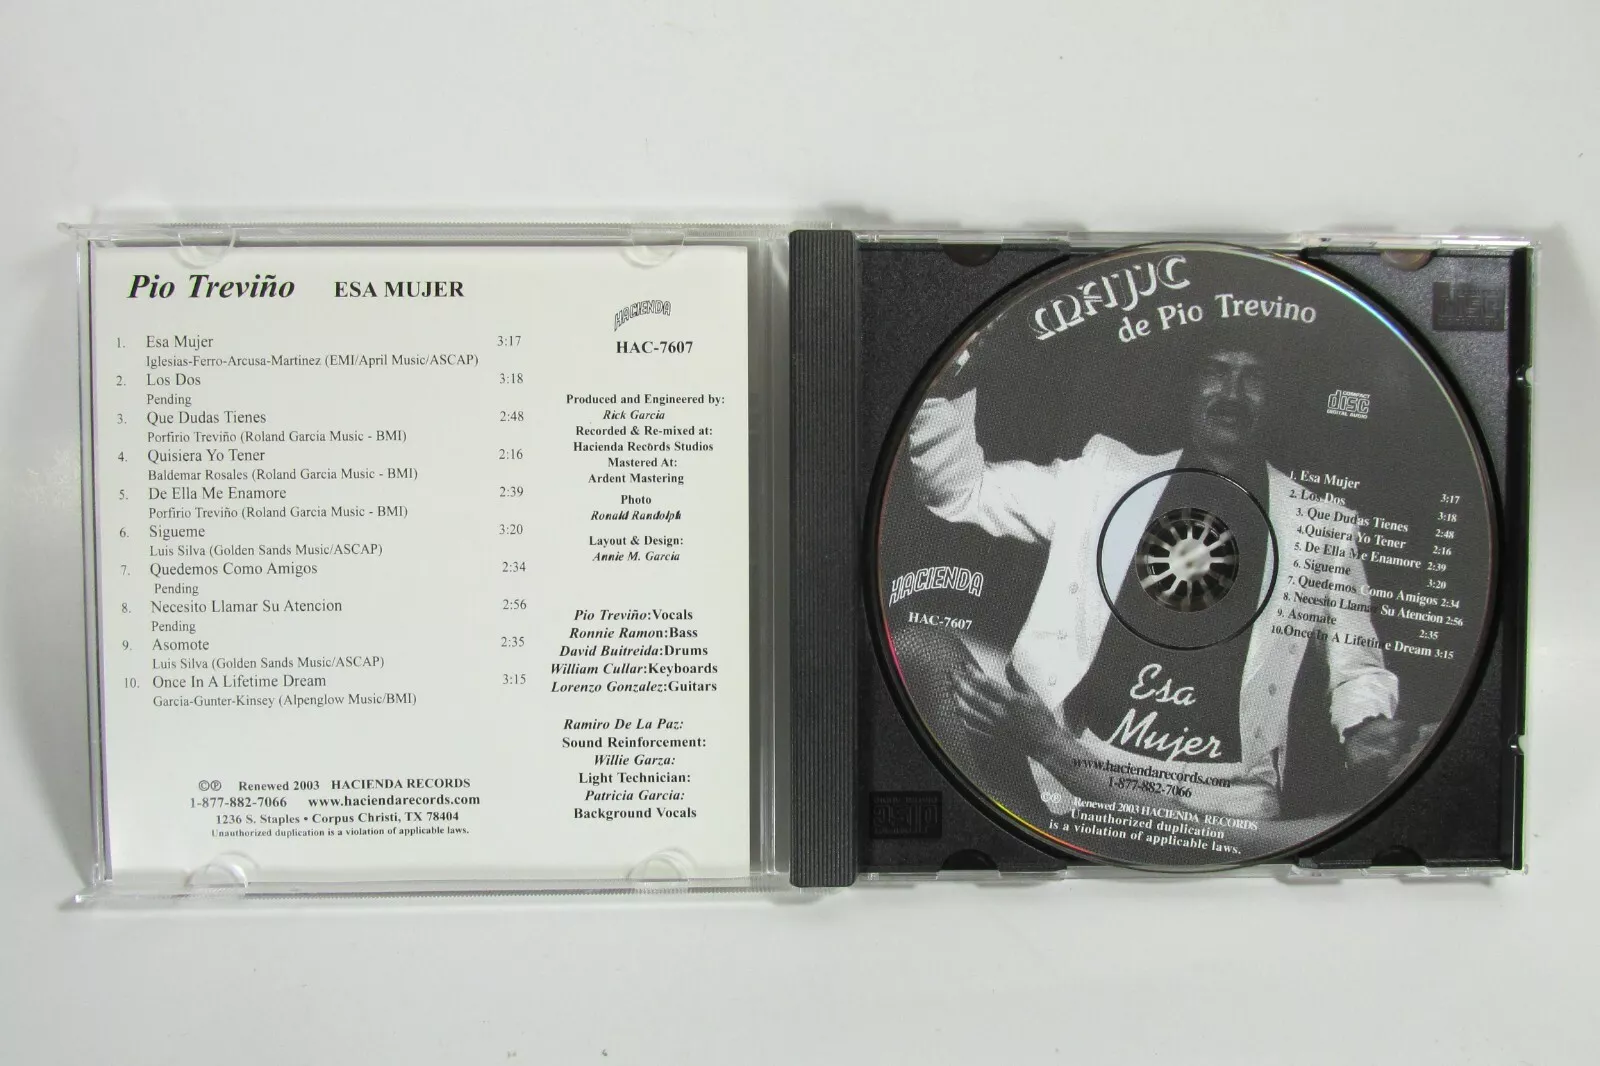 Pio Treviño ESA MUJER
1. Esa Mujer 3:17
Iglesias-Ferro-Arcusa-Martinez (EMI/April Music/ASCAP)
2. Los Dos 3:18
Pending
3. Que Dudas Tienes 2:48
Porfirio Treviño (Roland Garcia Music - BMI)
4. Quisiera Yo Tener 2:16
Baldemar Rosales (Roland Garcia Music - BMI)
5. De Ella Me Enamore 2:39
Porfirio Treviño (Roland Garcia Music - BMI)
6. Sigueme 3:20
Luis Silva (Golden Sands Music/ASCAP)
7. Quedemos Como Amigos 2:34
Pending
8. Necesito Llamar Su Atencion 2:56
Pending
9. Asomote 2:35
Luis Silva (Golden Sands Music/ASCAP)
10. Once In A Lifetime Dream 3:15
Garcia-Gunter-Kinsey (Alpenglow Music/BMI)
©℗ Renewed 2003 HACIENDA RECORDS
1-877-882-7066 www.haciendarecords.com
1236 S. Staples • Corpus Christi, TX 78404
Unauthorized duplication is a violation of applicable laws.
HACIENDA
HAC-7607
Produced and Engineered by:
Rick Garcia
Recorded & Re-mixed at:
Hacienda Records Studios
Mastered At:
Ardent Mastering
Photo
Ronald Randolph
Layout & Design:
Annie M. Garcia
Pio Treviño:Vocals
Ronnie Ramon:Bass
David Buitreida:Drums
William Cullar:Keyboards
Lorenzo Gonzalez:Guitars
Ramiro De La Paz:
Sound Reinforcement:
Willie Garza:
Light Technician:
Patricia Garcia:
Background Vocals
de Pio Trevino
COMPACT
disc
DIGITAL AUDIO
1. Esa Mujer 3:17
2. Los Dos 3:18
3. Que Dudas Tienes 2:48
4.Quisiera Yo Tener 2:16
5. De Ella Me Enamore 2:39
6. Sigueme 3:20
7. Quedemos Como Amigos 2:34
8. Necesito Llamar Su Atencion 2:56
9. Asomate 2:35
10.Once In A Lifetime Dream 3:15
HACIENDA
HAC-7607
Esa
Mujer
www.haciendarecords.com
1-877-882-7066
©℗ Renewed 2003 HACIENDA RECORDS
Unauthorized duplication
is a violation of applicable laws.